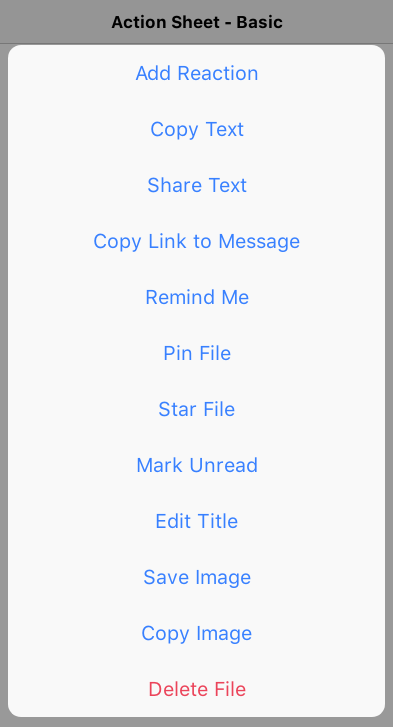 Action Sheet - Basic
Add Reaction
Copy Text
Share Text
Copy Link to Message
Remind Me
Pin File
Star File
Mark Unread
Edit Title
Save Image
Copy Image
Delete File